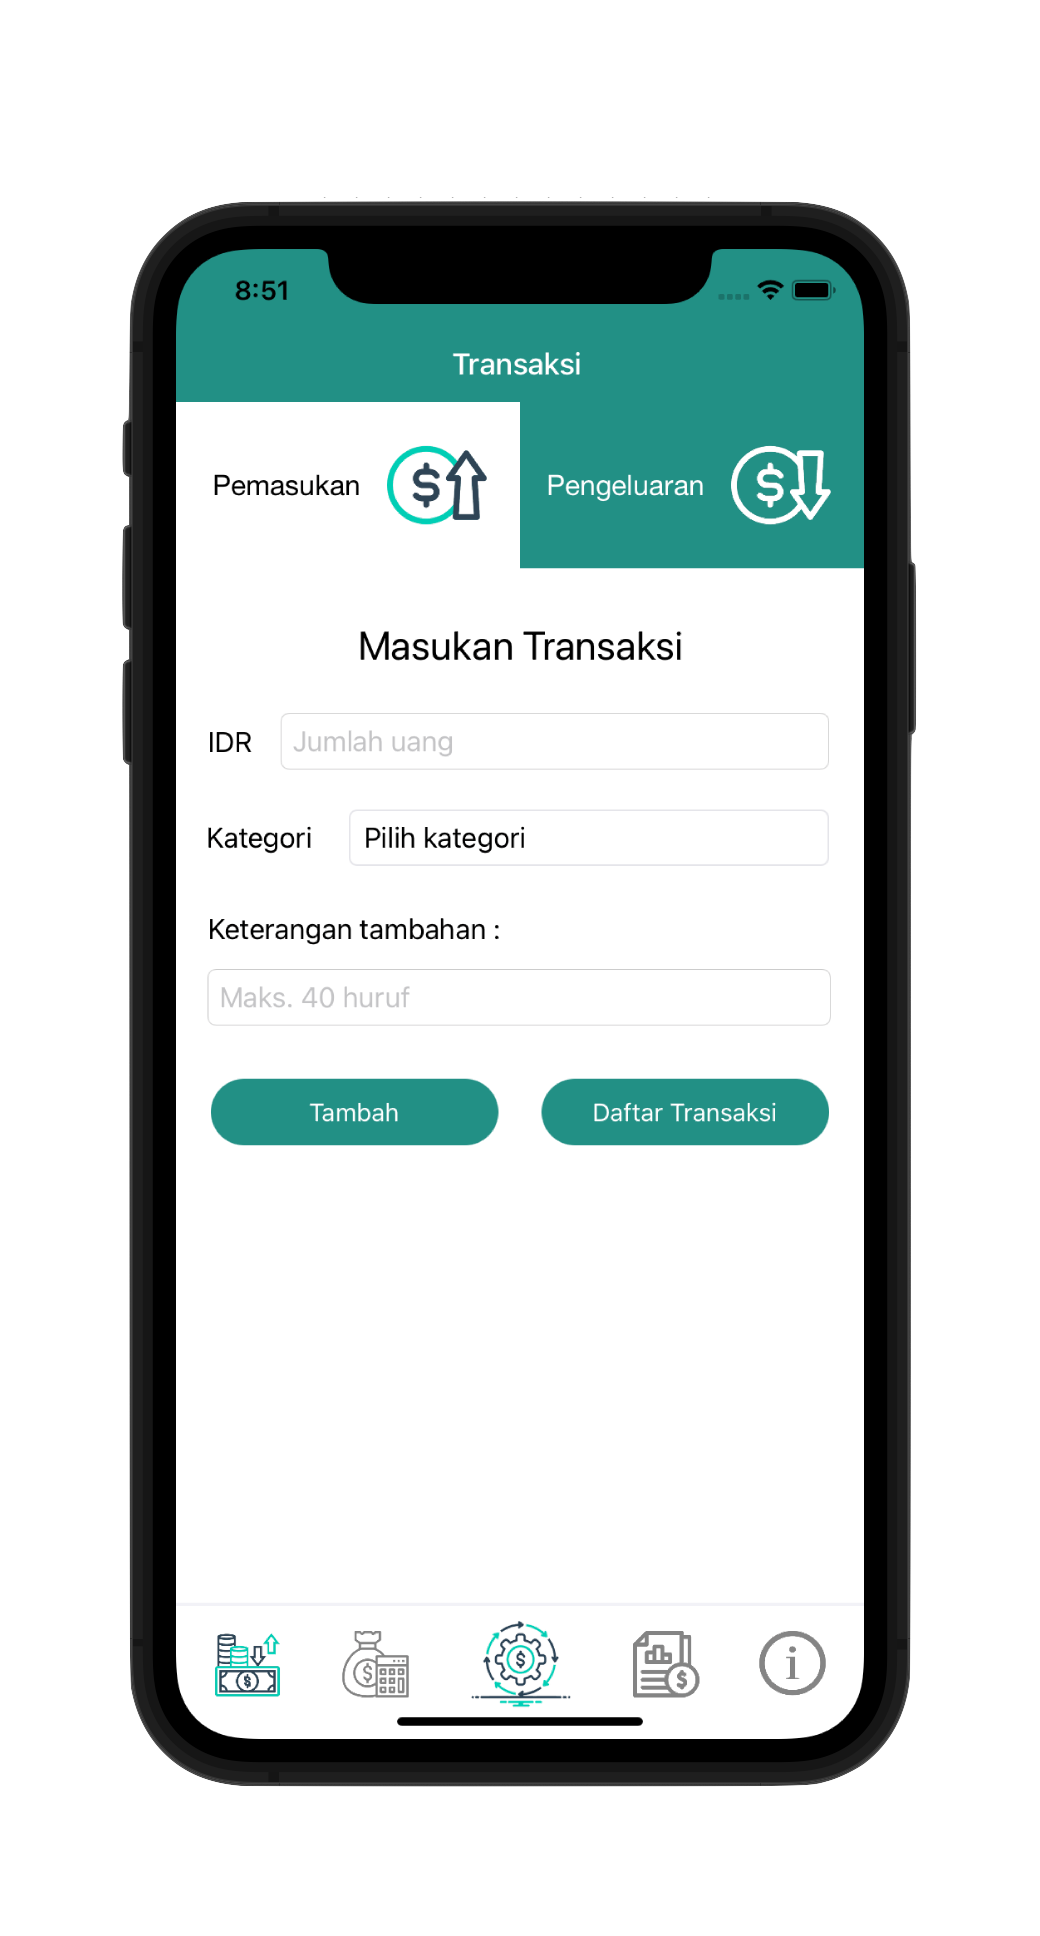 8:51
Transaksi
Pemasukan
Pengeluaran
Masukan Transaksi
IDR Jumlah uang
Kategori Pilih kategori
Keterangan tambahan :
Maks. 40 huruf
Tambah Daftar Transaksi